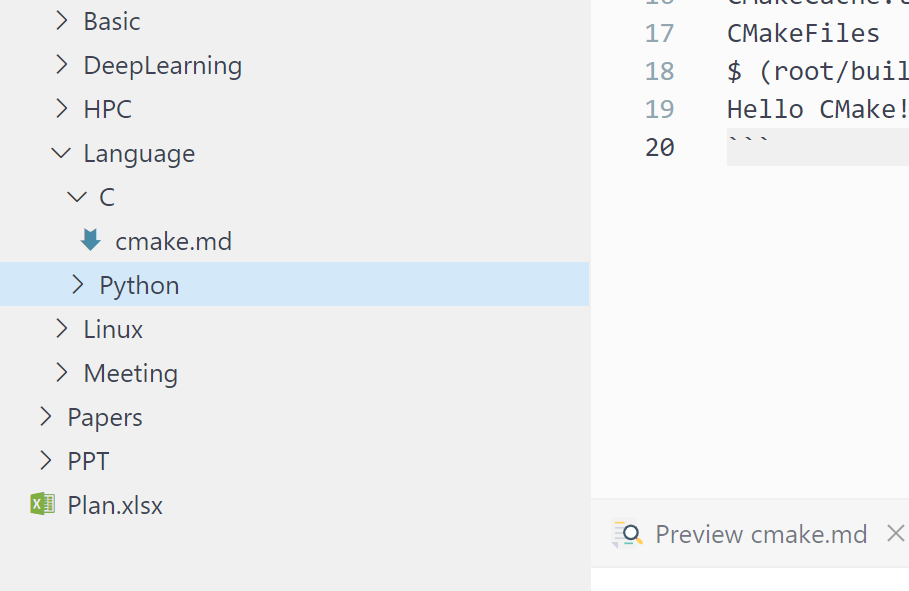 Basic
DeepLearning
HPC
Language
C
cmake.md
Python
Linux
Meeting
Papers
PPT
Plan.xlsx
17 CMakeFiles
18 $ (root/buil
19 Hello CMake!
20 ```
Preview cmake.md